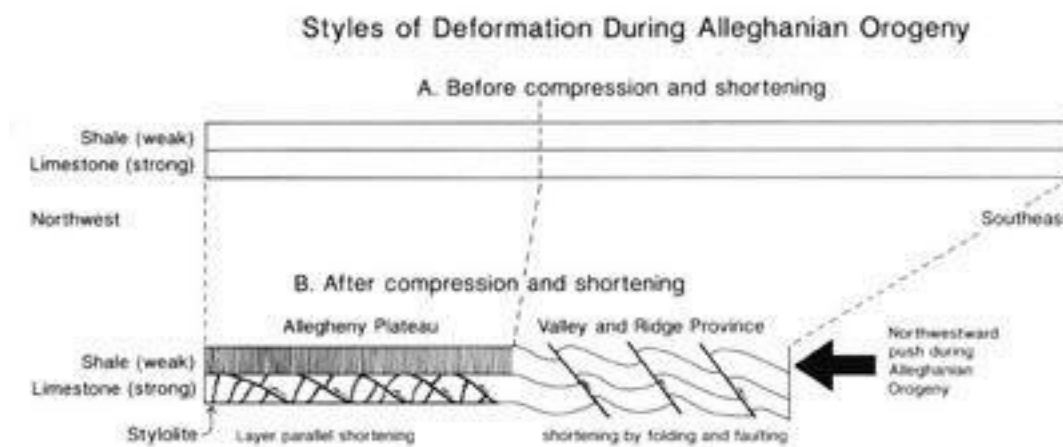 Styles of Deformation During Alleghanian Orogeny
A. Before compression and shortening
Shale (weak)
Limestone (strong)
Northwest
Southeas
B. After compression and shortening
Allegheny Plateau
Valley and Ridge Province
Northwestward
push during
Alleghanian
Orogeny
Shale (weak)
Limestone (strong)
Stylolite
Layer parallel shortening
shortening by folding and faulting